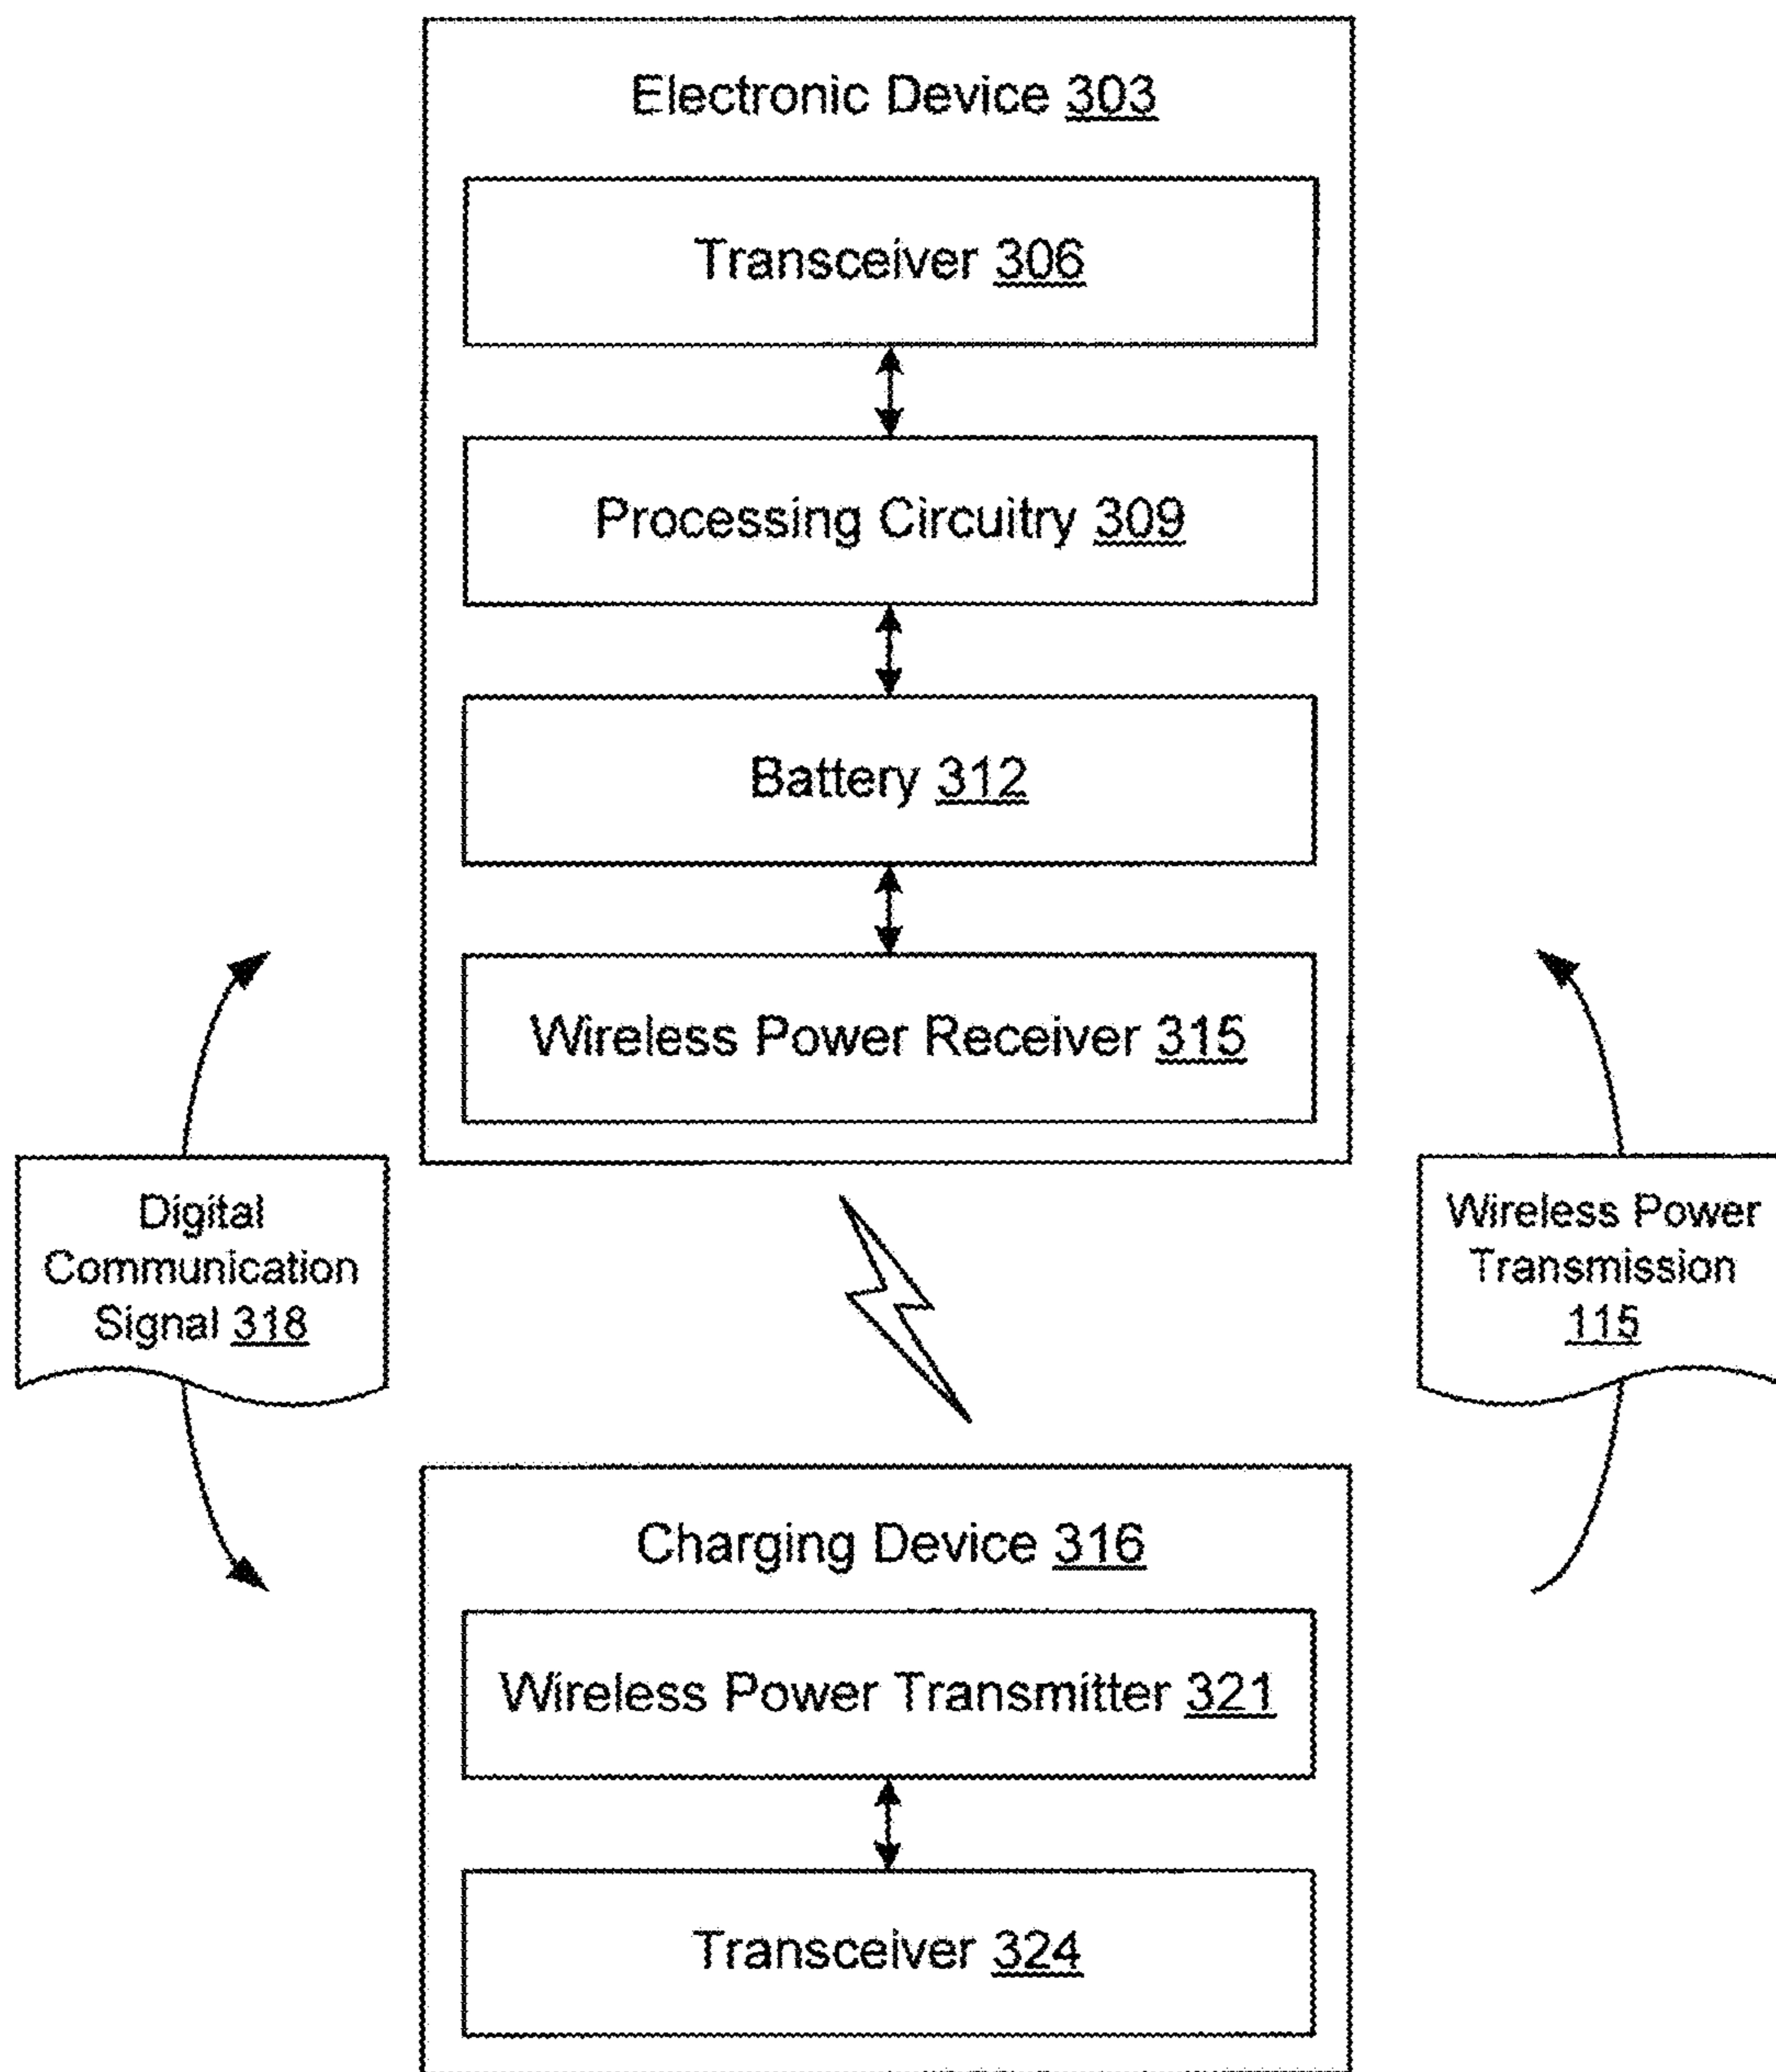 Electronic Device 303
Transceiver 306
Processing Circuitry 309
Battery 312
Wireless Power Receiver 315
Digital
Communication
Signal 318
Wireless Power
Transmission
115
Charging Device 316
Wireless Power Transmitter 321
Transceiver 324